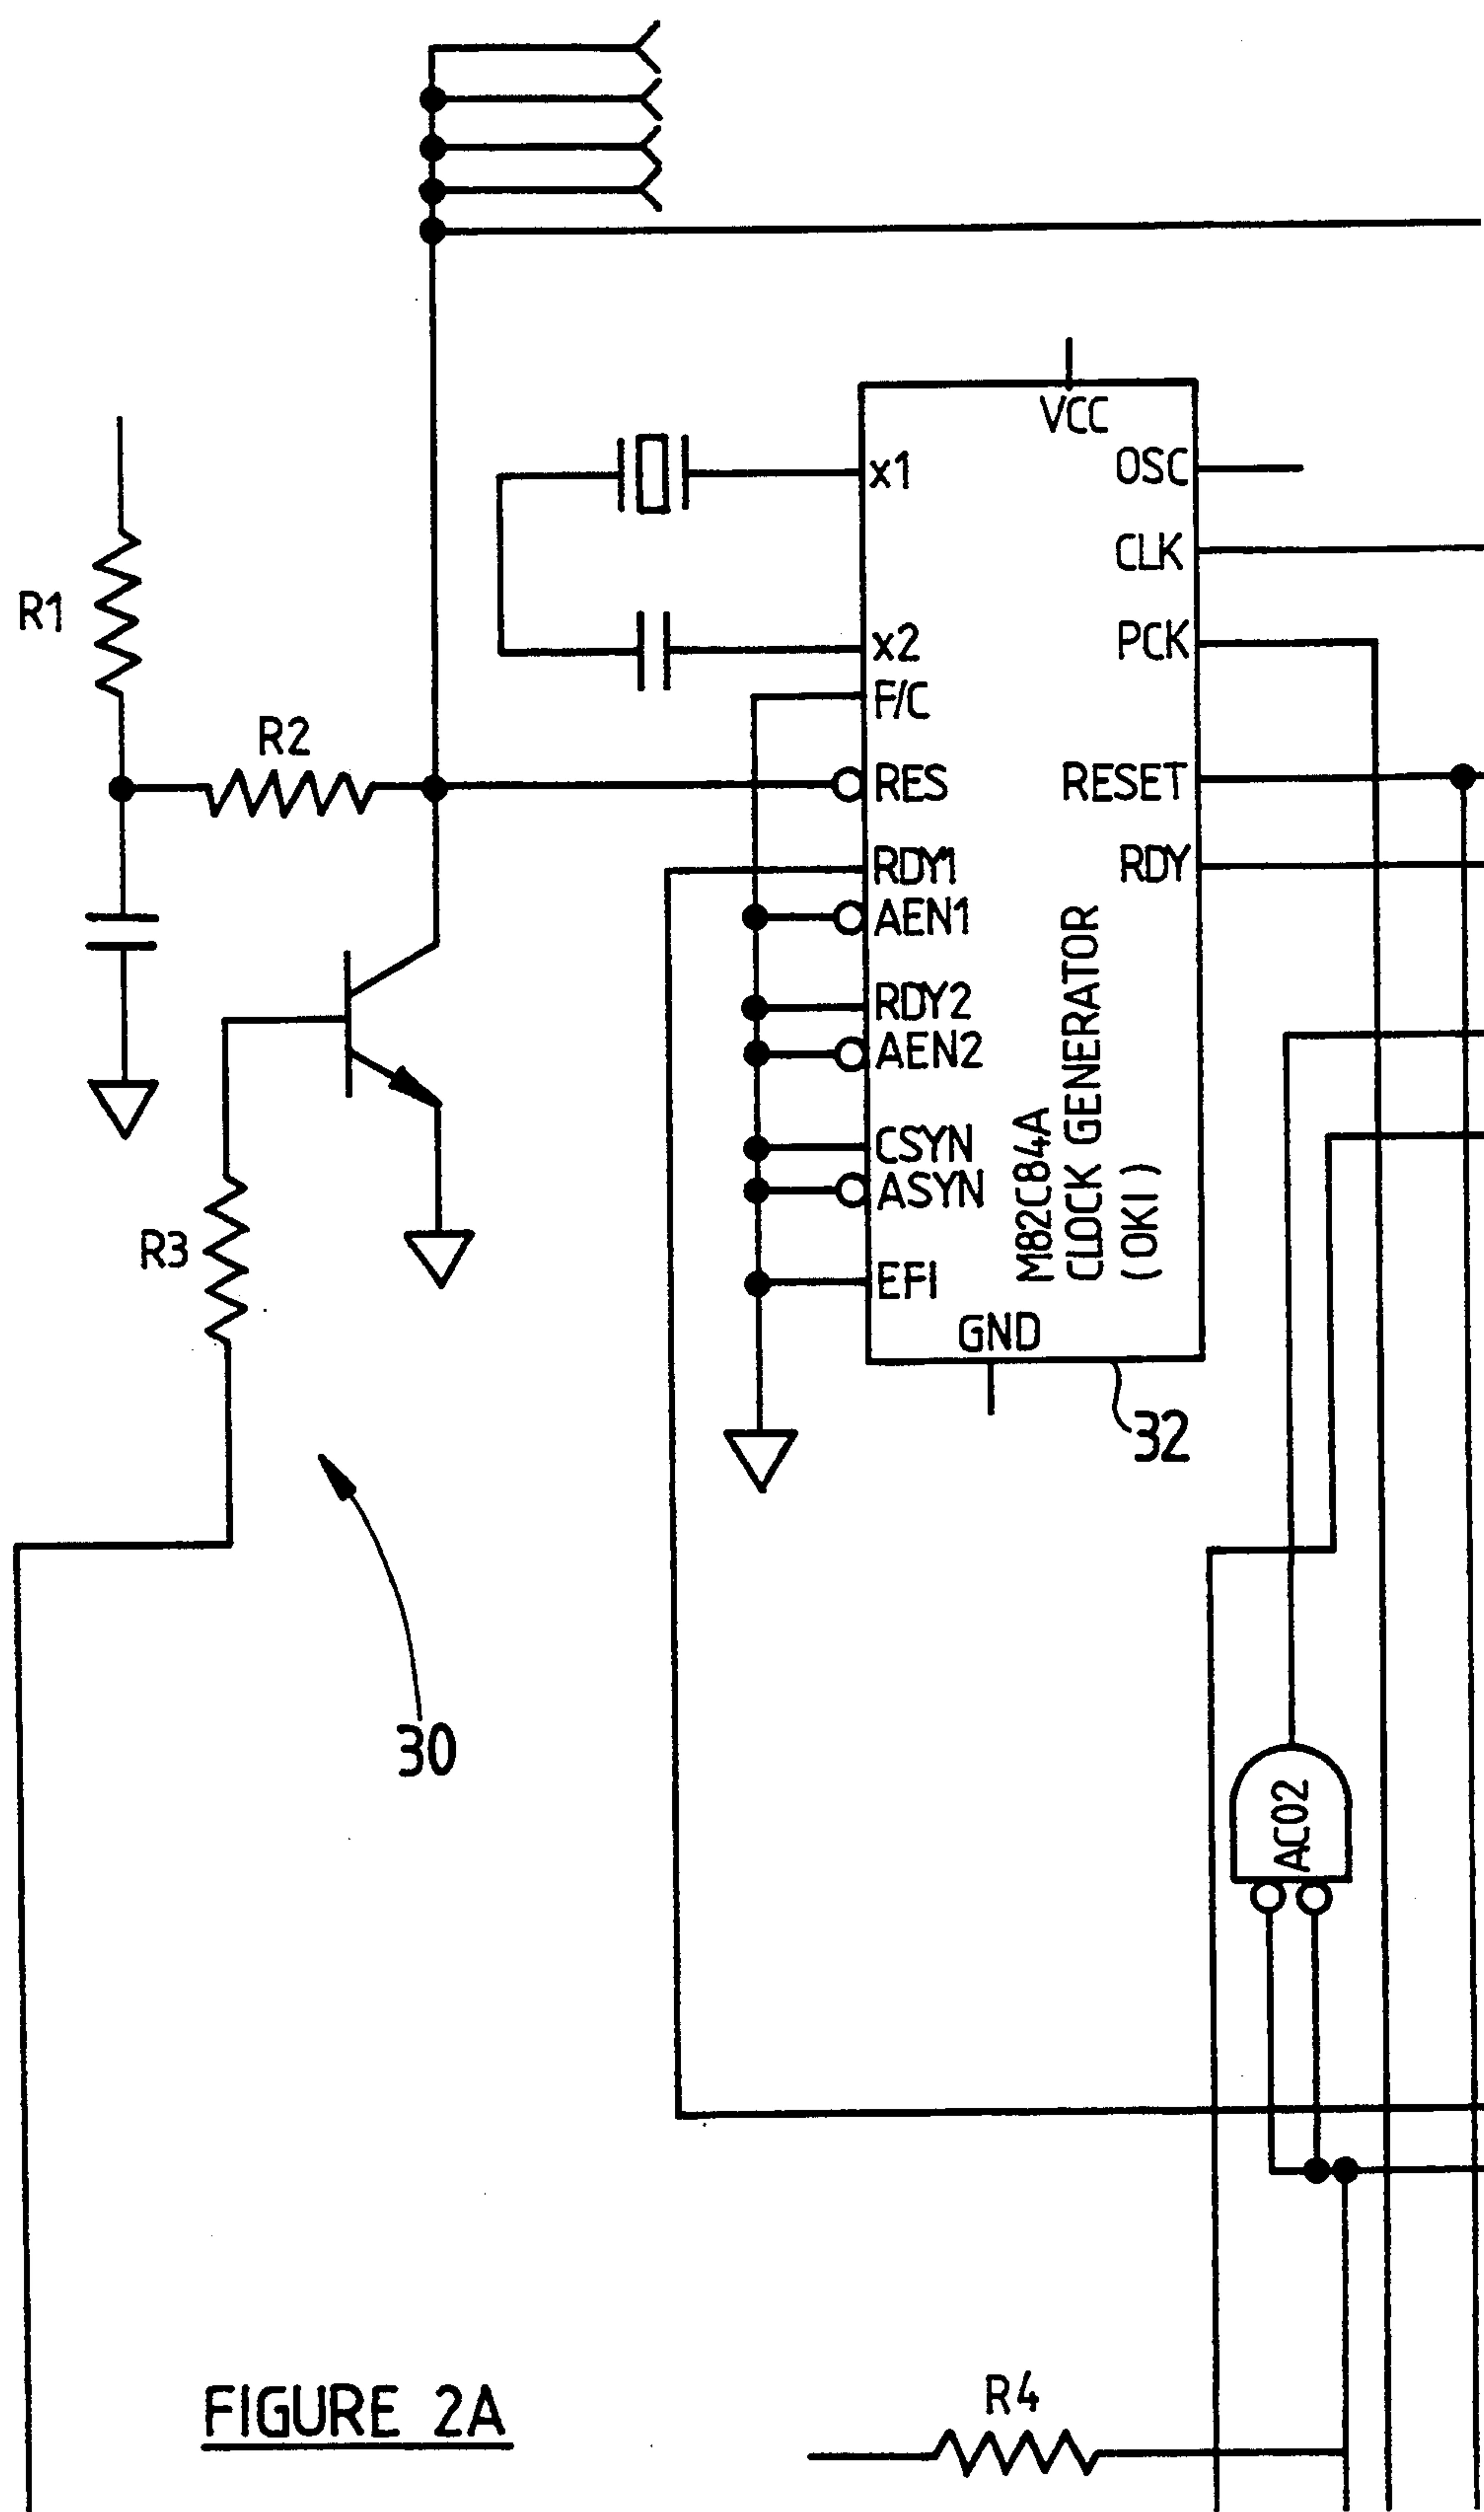 VCC
x1
OSC
CLK
R1
x2
PCK
F/C
R2
RES
RESET
RDM1
RDY
AEN1
RDY2
AEN2
CSYN
ASYN
M82C84A
CLOCK GENERATOR
(OKI)
R3
EFI
GND
32
30
AC02
R4
FIGURE 2A